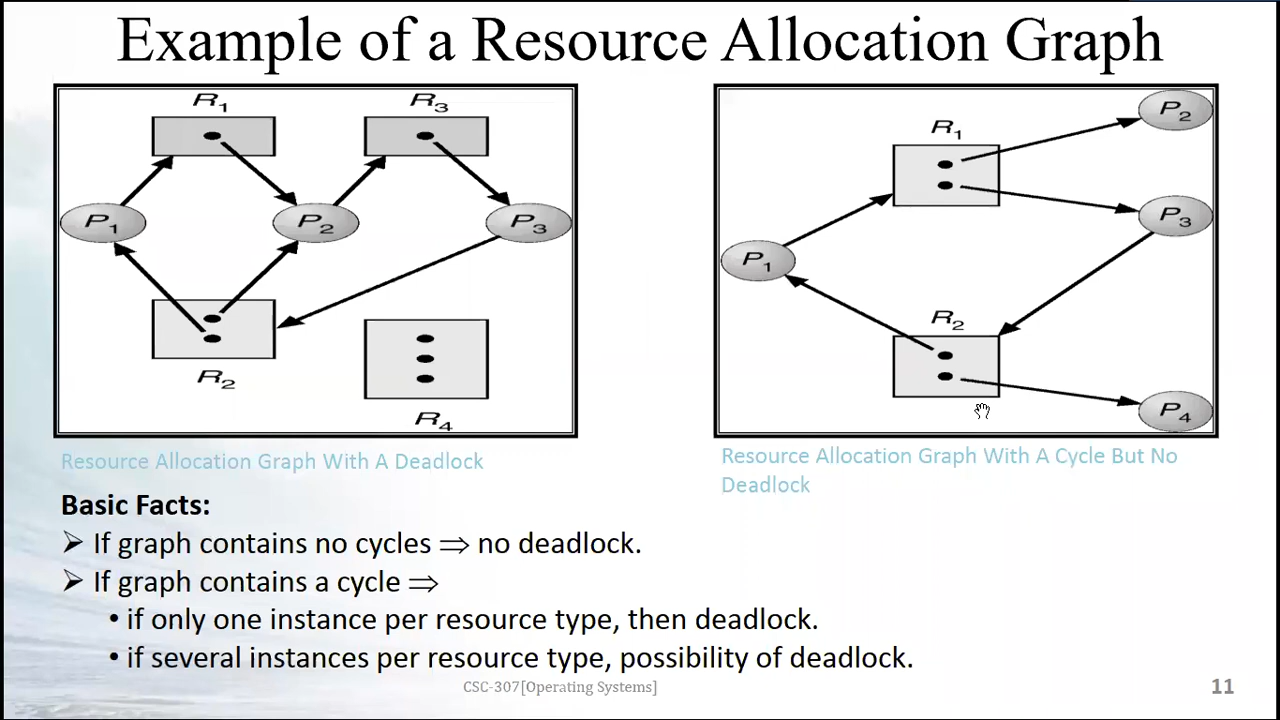 Example of a Resource Allocation Graph
R1
R3
P1
P2
P3
R2
R4
Resource Allocation Graph With A Deadlock
R1
P2
P3
P1
R2
P4
Resource Allocation Graph With A Cycle But No
Deadlock
Basic Facts:
➢ If graph contains no cycles ⇒ no deadlock.
➢ If graph contains a cycle ⇒
• if only one instance per resource type, then deadlock.
• if several instances per resource type, possibility of deadlock.
CSC-307[Operating Systems]
11